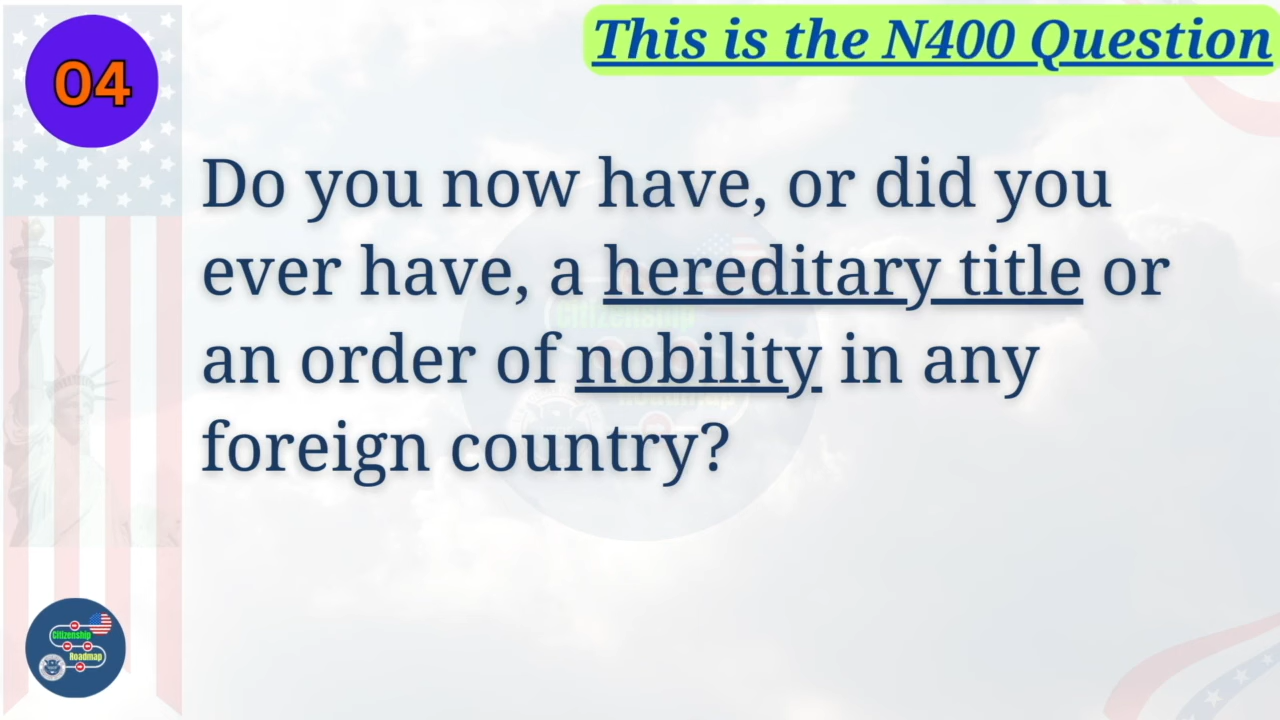 04
This is the N400 Question
Do you now have, or did you
ever have, a hereditary title or
an order of nobility in any
foreign country?
Citizenship
Roadmap